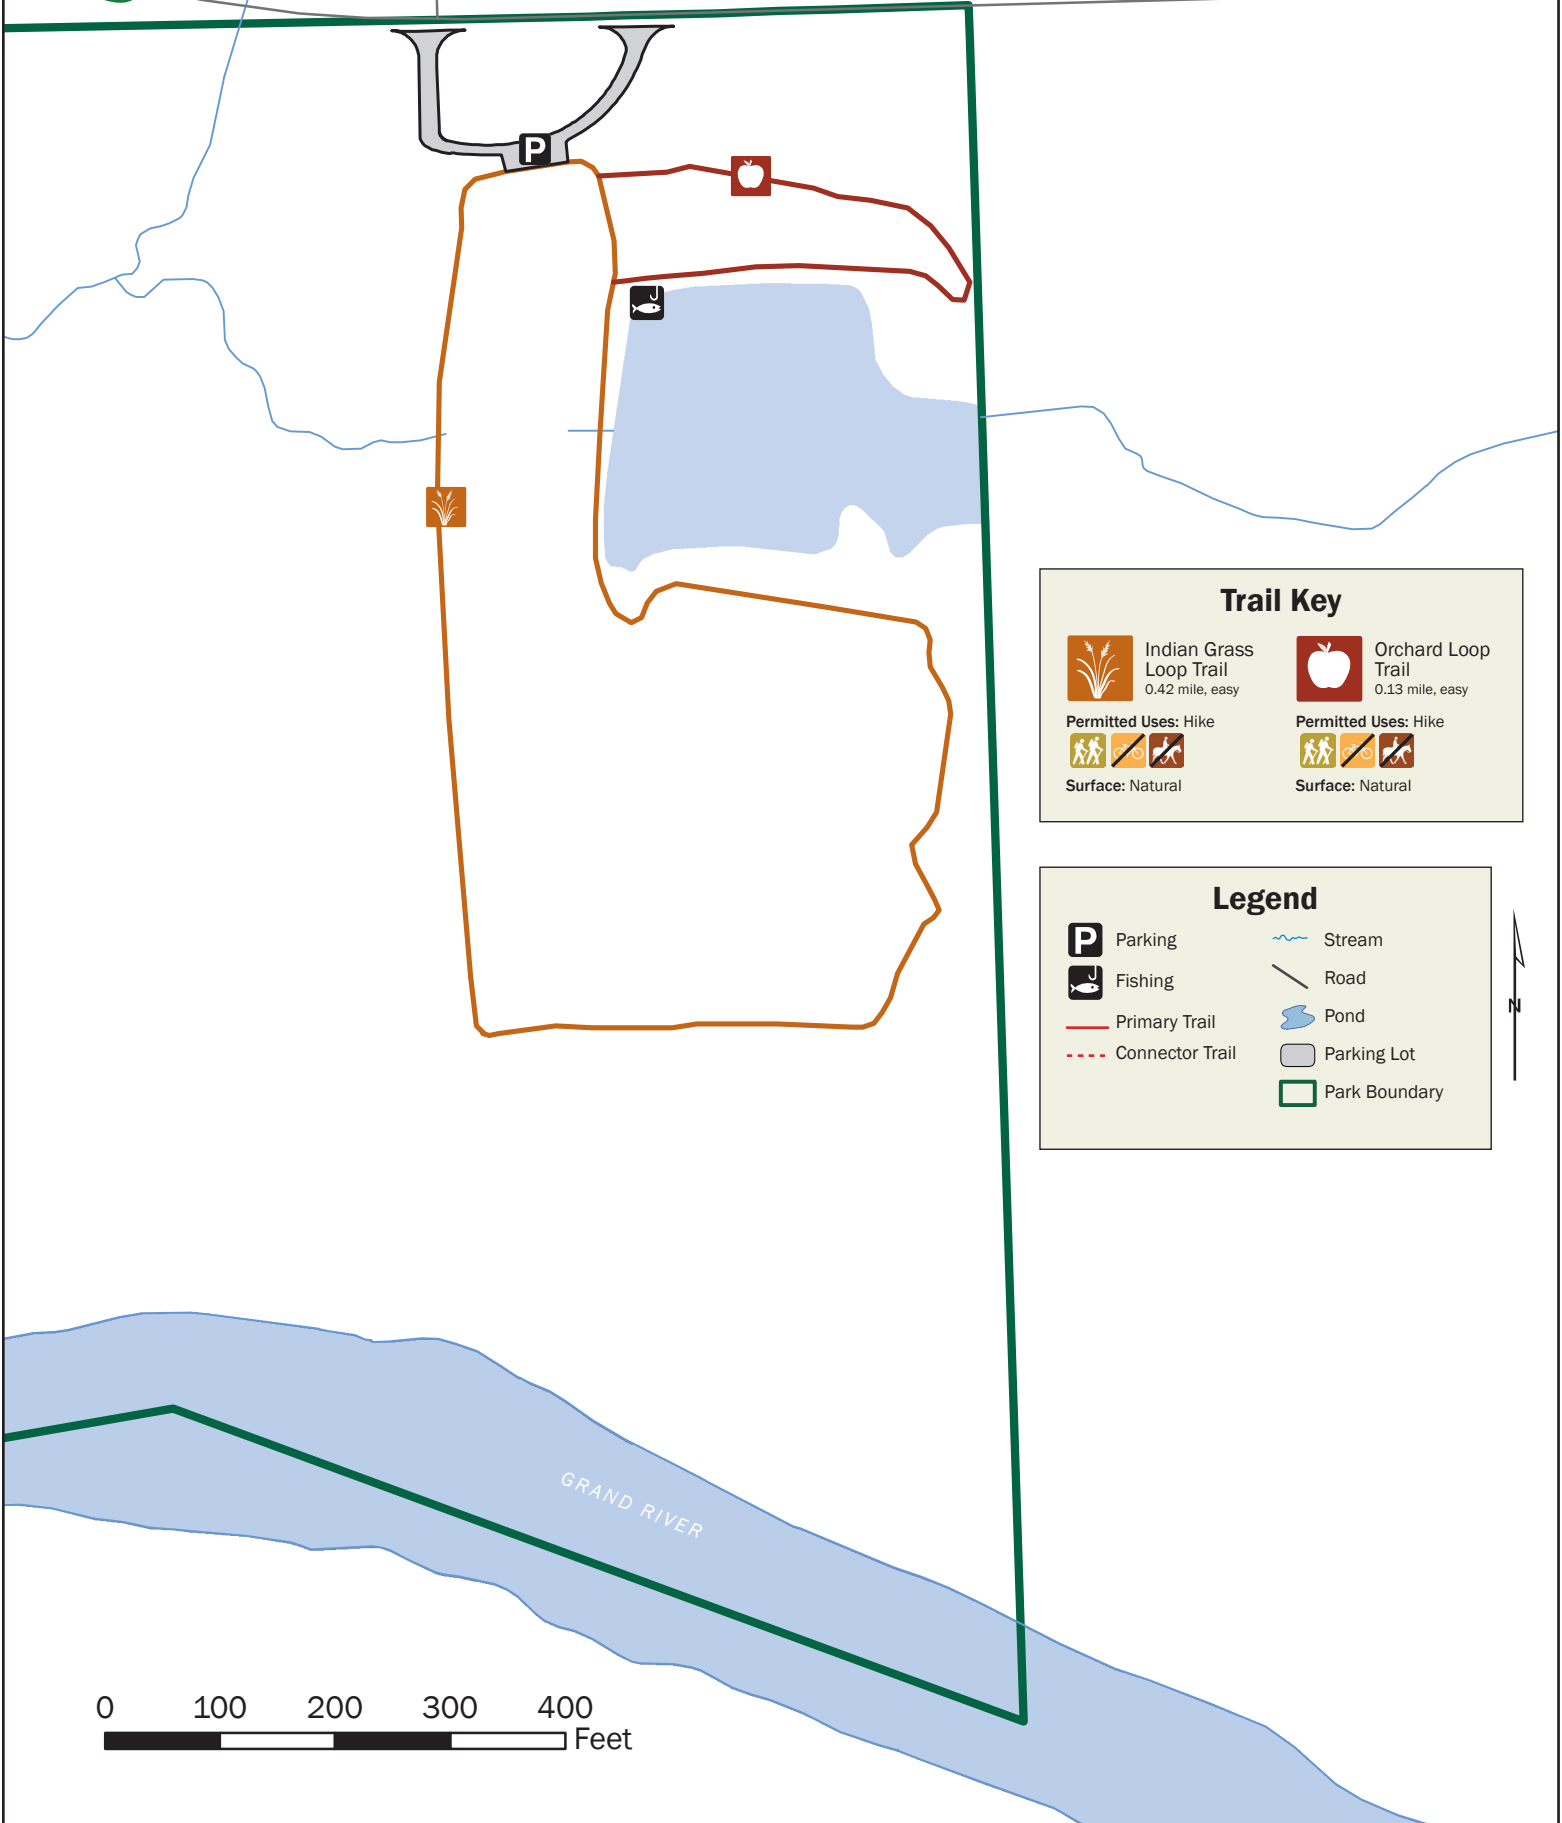 P
Trail Key
Indian Grass
Loop Trail
0.42 mile, easy
Permitted Uses: Hike
Surface: Natural
Orchard Loop
Trail
0.13 mile, easy
Permitted Uses: Hike
Surface: Natural
Legend
P Parking
Fishing
Primary Trail
Connector Trail
Stream
Road
Pond
Parking Lot
Park Boundary
N
GRAND RIVER
0 100 200 300 400
Feet